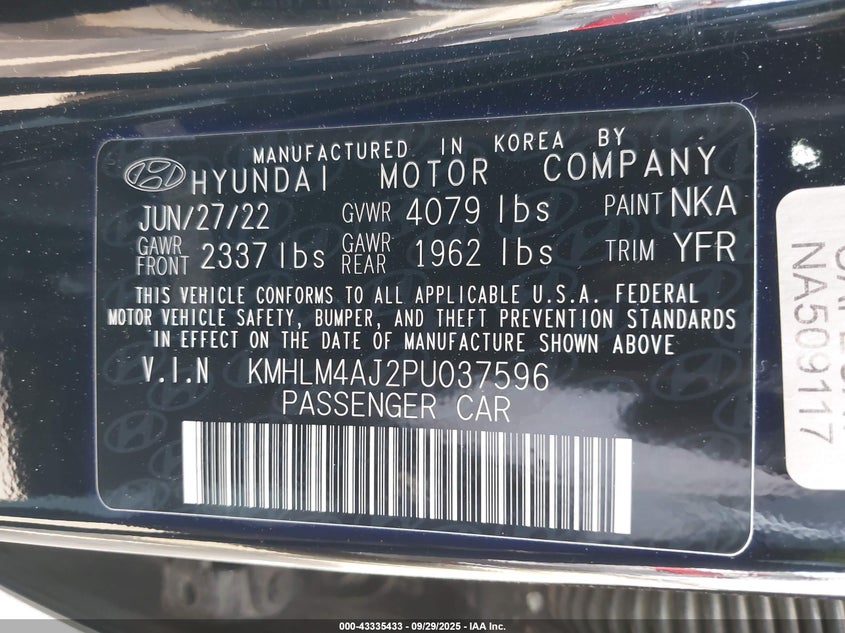 MANUFACTURED IN KOREA BY
HYUNDAI MOTOR COMPANY
JUN/27/22 GVWR 4079 lbs PAINT NKA
GAWR FRONT 2337 lbs GAWR REAR 1962 lbs TRIM YFR
THIS VEHICLE CONFORMS TO ALL APPLICABLE U.S.A. FEDERAL
MOTOR VEHICLE SAFETY, BUMPER, AND THEFT PREVENTION STANDARDS
IN EFFECT ON THE DATE OF MANUFACTURE SHOWN ABOVE
V.I.N KMHLM4AJ2PU037596
PASSENGER CAR
NA509117
000-43335433 - 09/29/2025 - IAA Inc.